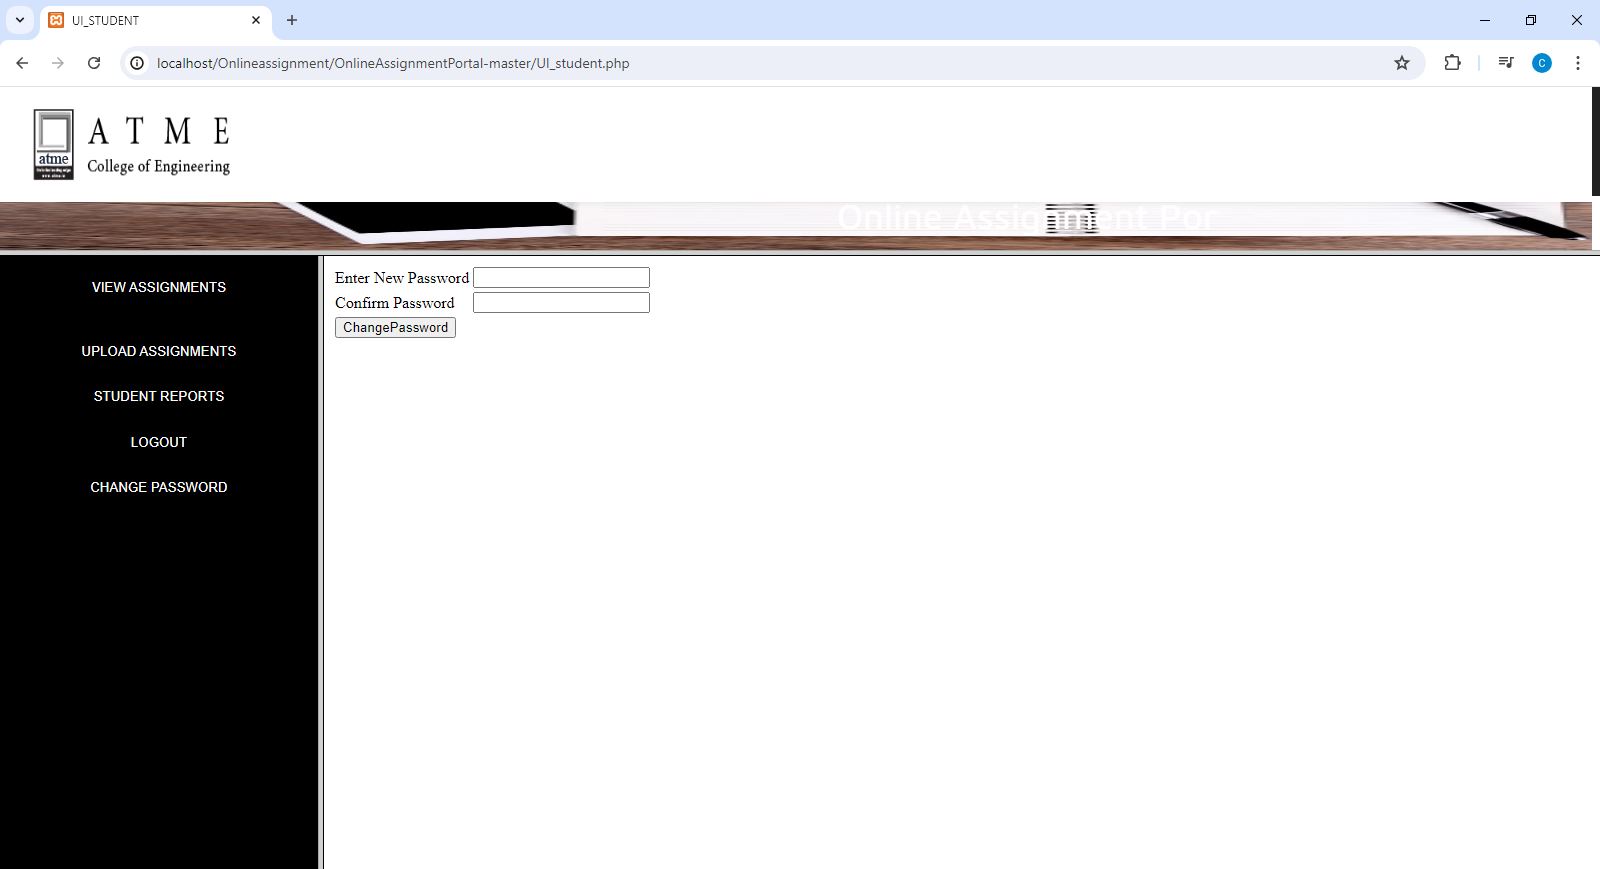 UI_STUDENT
localhost/Onlineassignment/OnlineAssignmentPortal-master/UI_student.php
C
A T M E
College of Engineering
atme
Online Assignment Por
VIEW ASSIGNMENTS
UPLOAD ASSIGNMENTS
STUDENT REPORTS
LOGOUT
CHANGE PASSWORD
Enter New Password
Confirm Password
ChangePassword